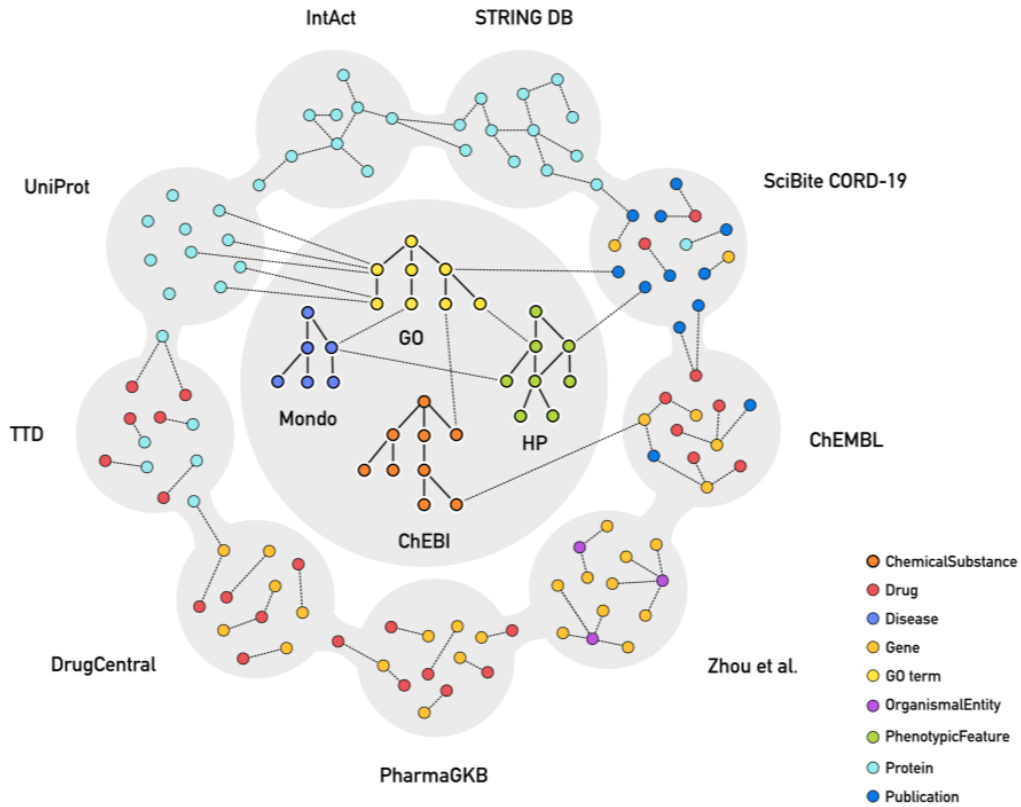 IntAct
STRING DB
UniProt
SciBite CORD-19
GO
Mondo
HP
TTD
ChEMBL
ChEBI
DrugCentral
Zhou et al.
PharmaGKB
ChemicalSubstance
Drug
Disease
Gene
GO term
OrganismalEntity
PhenotypicFeature
Protein
Publication